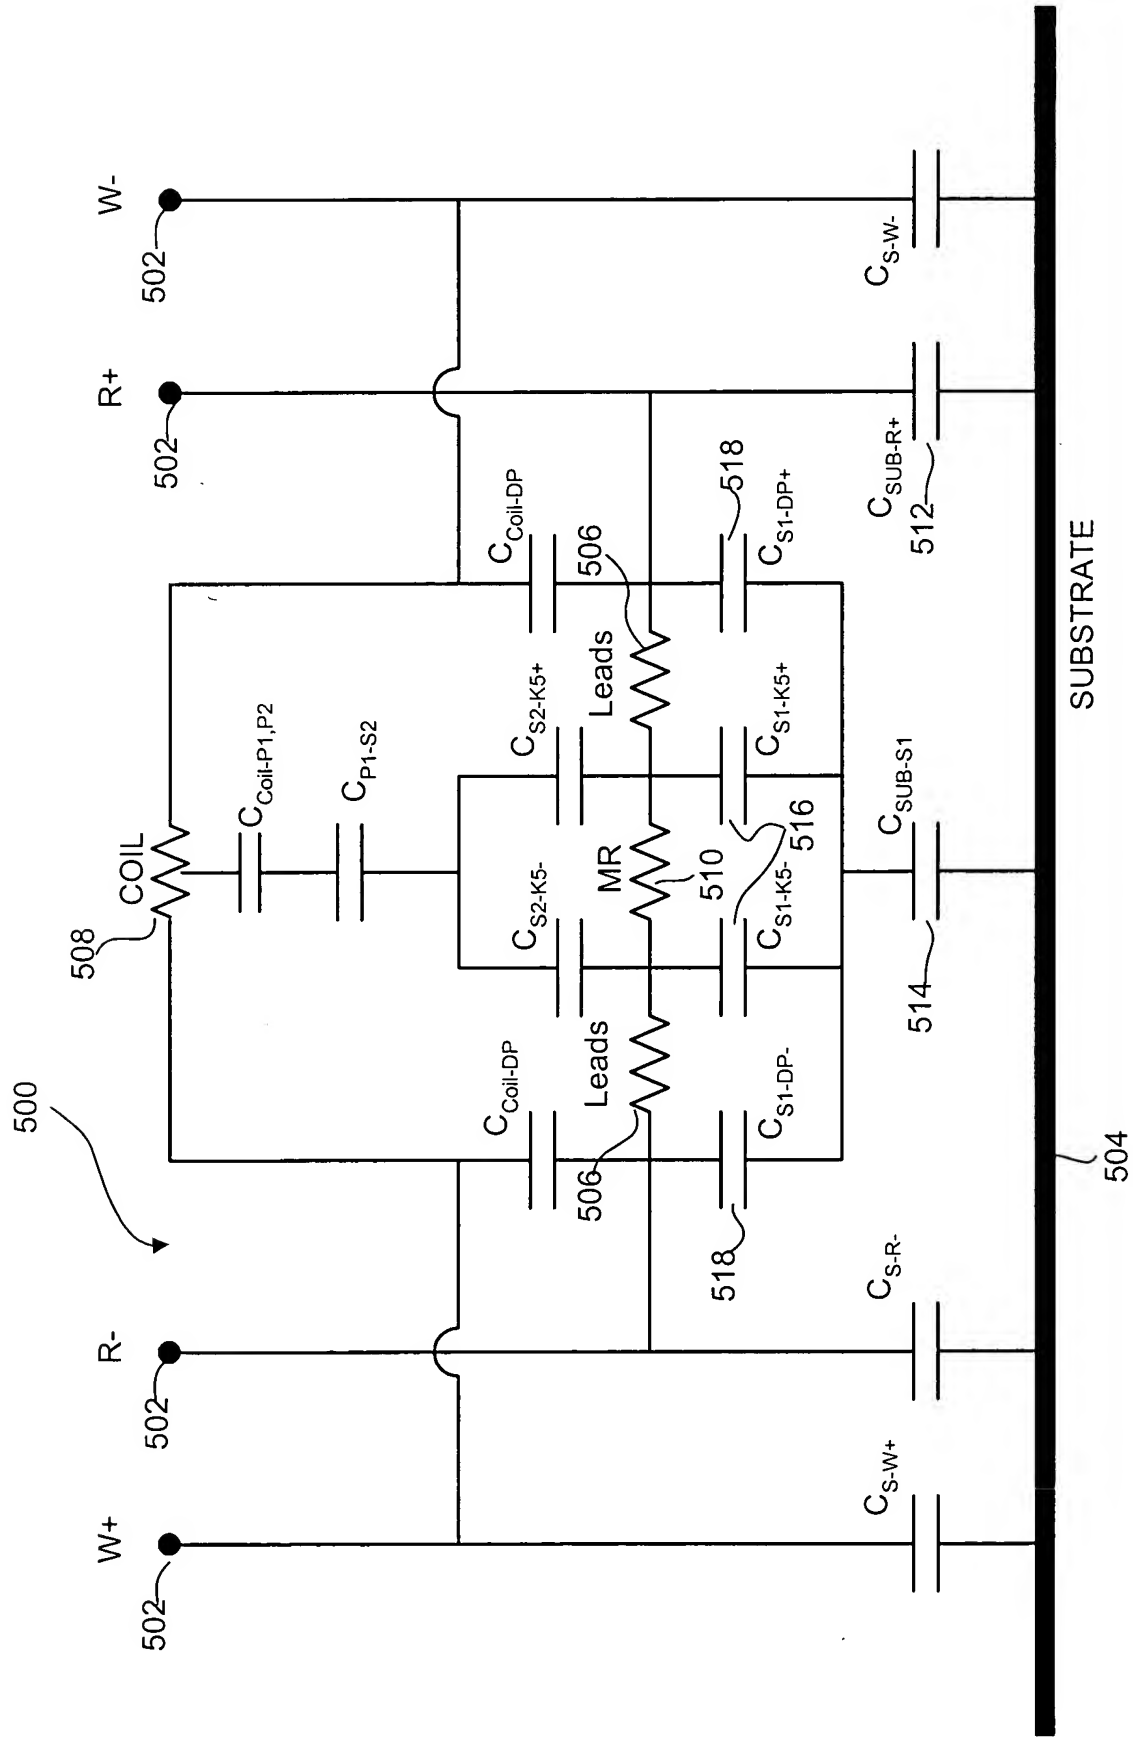 500
W+
R-
R+
W-
502
502
502
502
508
COIL
C_Coil-P1,P2
C_P1-S2
C_Coil-DP
C_S2-K5-
C_S2-K5+
C_Coil-DP
506
Leads
MR
Leads
506
510
518
C_S1-DP-
C_S1-K5-
516
C_S1-K5+
C_S1-DP+
518
C_S-W+
C_S-R-
514
C_SUB-S1
512
C_SUB-R+
C_S-W-
504
SUBSTRATE